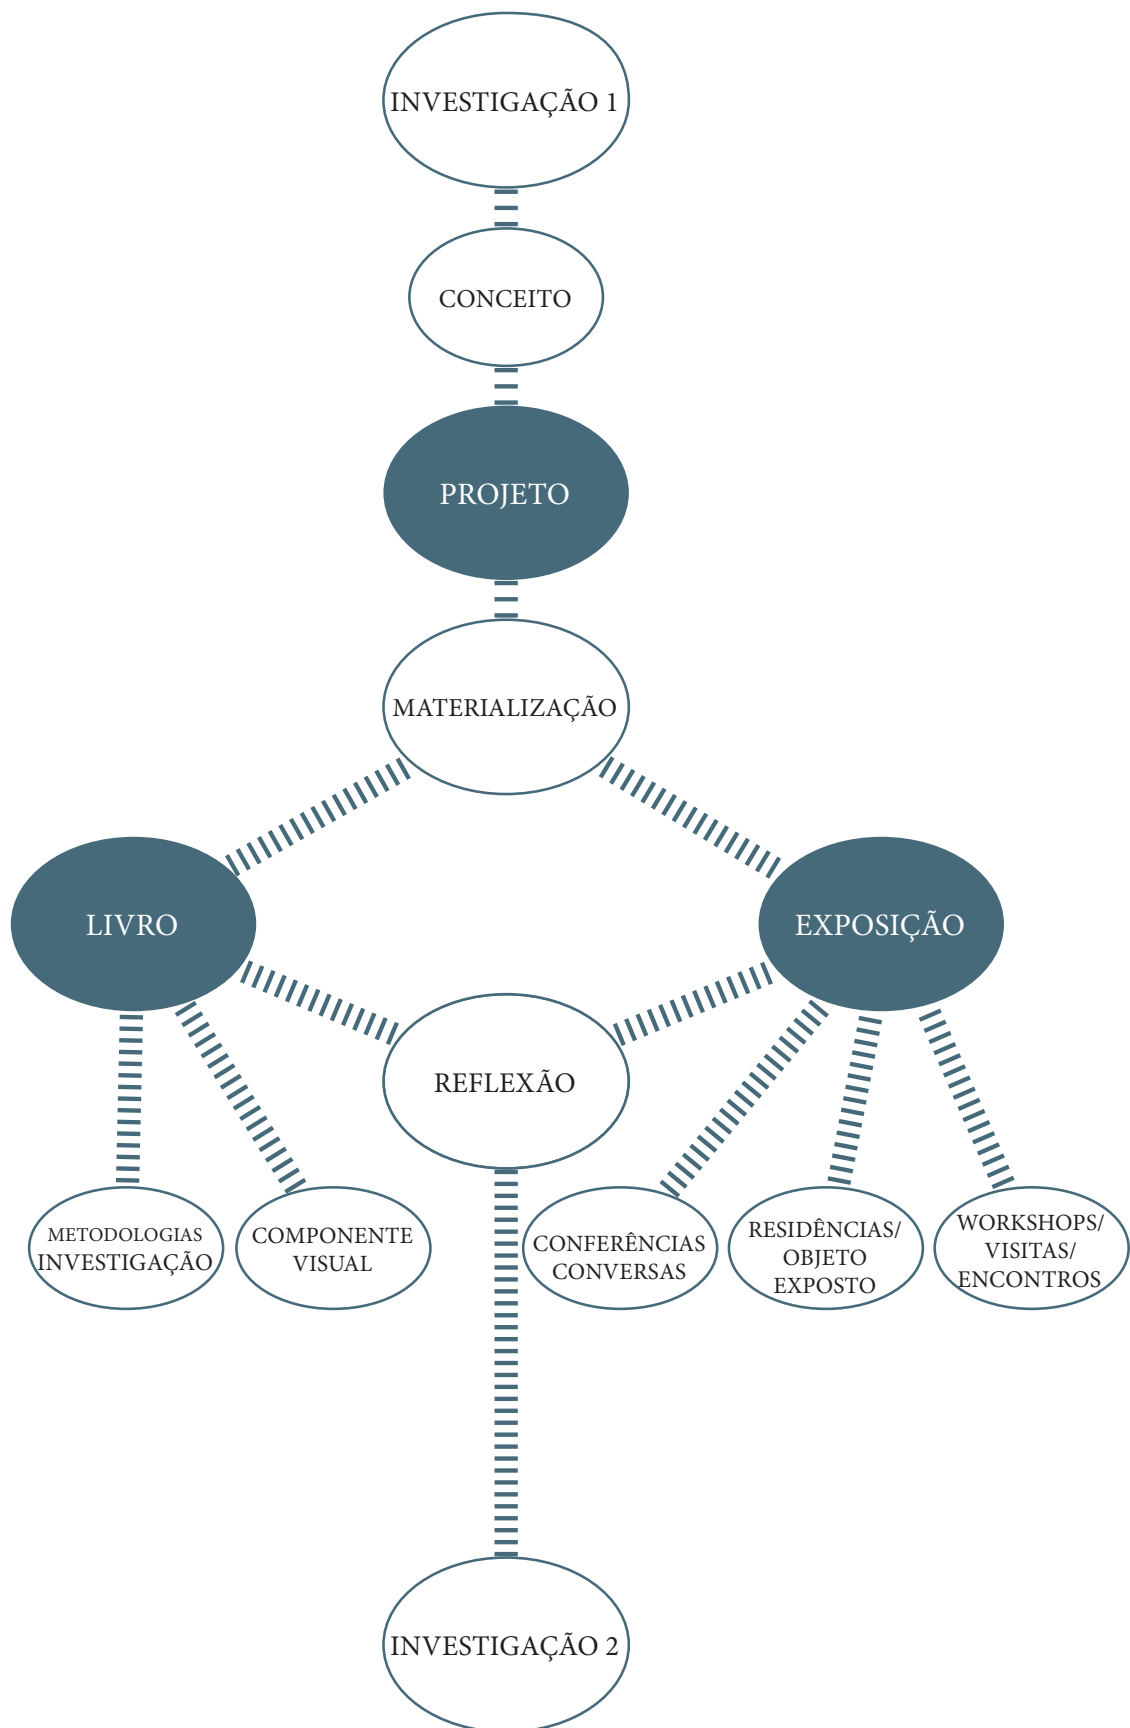 INVESTIGAÇÃO 1
CONCEITO
PROJETO
MATERIALIZAÇÃO
LIVRO
EXPOSIÇÃO
REFLEXÃO
METODOLOGIAS
INVESTIGAÇÃO
COMPONENTE
VISUAL
CONFERÊNCIAS
CONVERSAS
RESIDÊNCIAS/
OBJETO
EXPOSTO
WORKSHOPS/
VISITAS/
ENCONTROS
INVESTIGAÇÃO 2